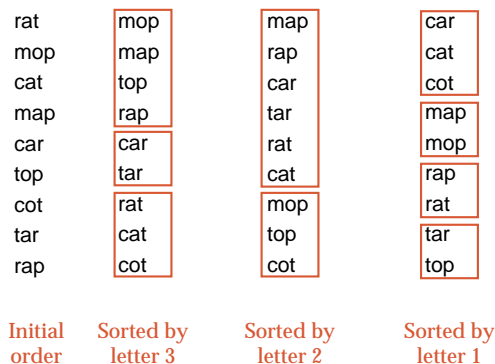 rat mop map car
mop map rap cat
cat top car cot
map rap tar map
car car rat mop
top tar cat rap
cot rat mop rat
tar cat top tar
rap cot cot top
Initial Sorted by Sorted by Sorted by
order letter 3 letter 2 letter 1